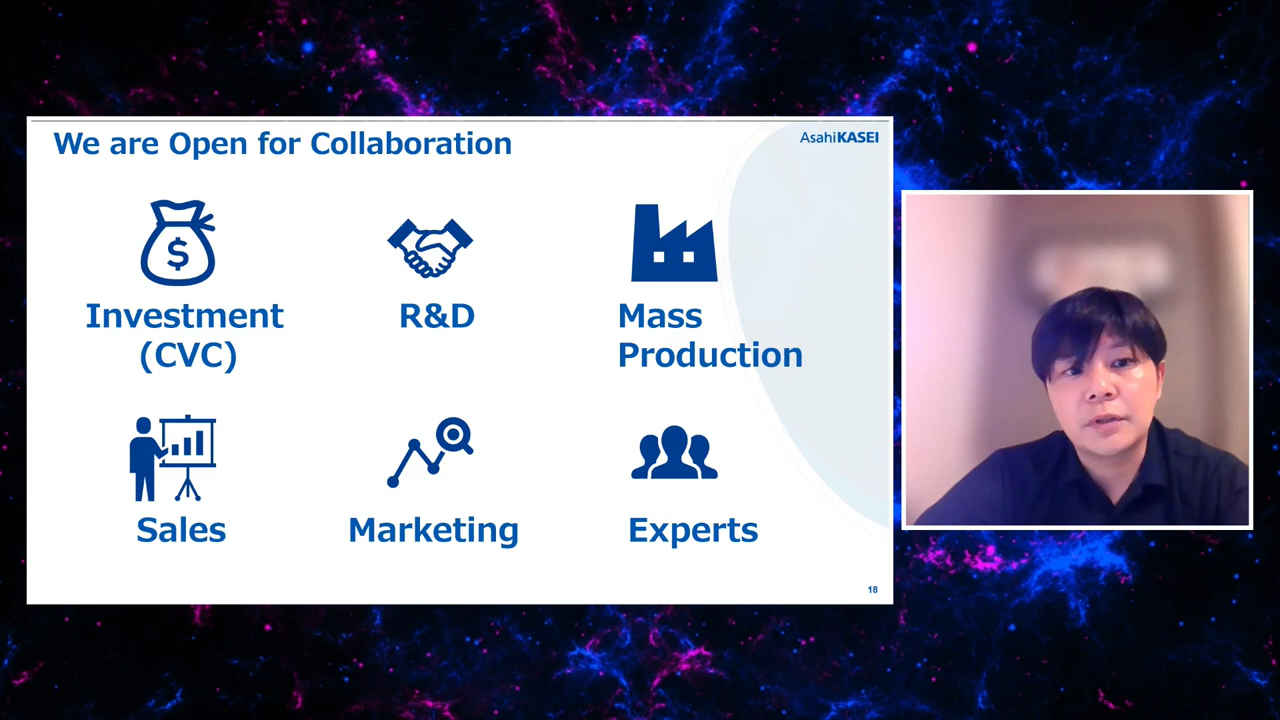 We are Open for Collaboration
AsahiKASEI
$
Investment
(CVC)
R&D
Mass
Production
Sales
Marketing
Experts
18